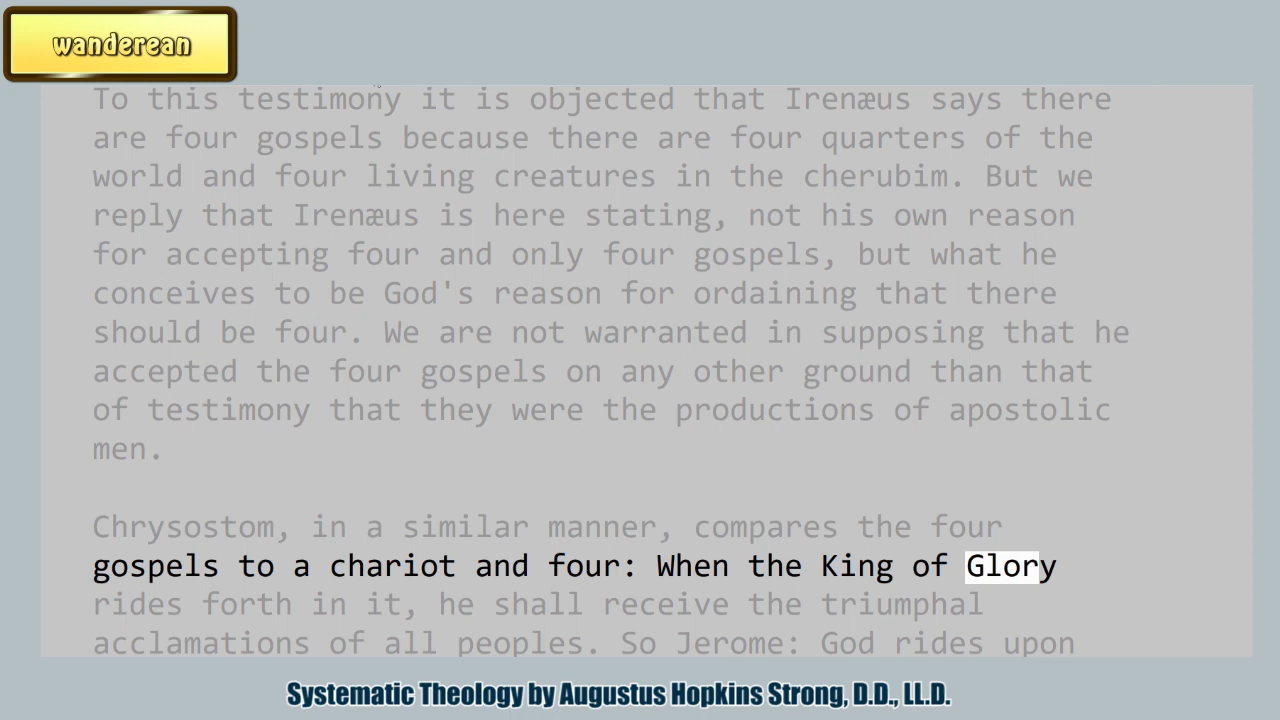 wanderean
To this testimony it is objected that Irenæus says there
are four gospels because there are four quarters of the
world and four living creatures in the cherubim. But we
reply that Irenæus is here stating, not his own reason
for accepting four and only four gospels, but what he
conceives to be God's reason for ordaining that there
should be four. We are not warranted in supposing that he
accepted the four gospels on any other ground than that
of testimony that they were the productions of apostolic
men.
Chrysostom, in a similar manner, compares the four
gospels to a chariot and four: When the King of Glory
rides forth in it, he shall receive the triumphal
acclamations of all peoples. So Jerome: God rides upon
Systematic Theology by Augustus Hopkins Strong, D.D., LL.D.